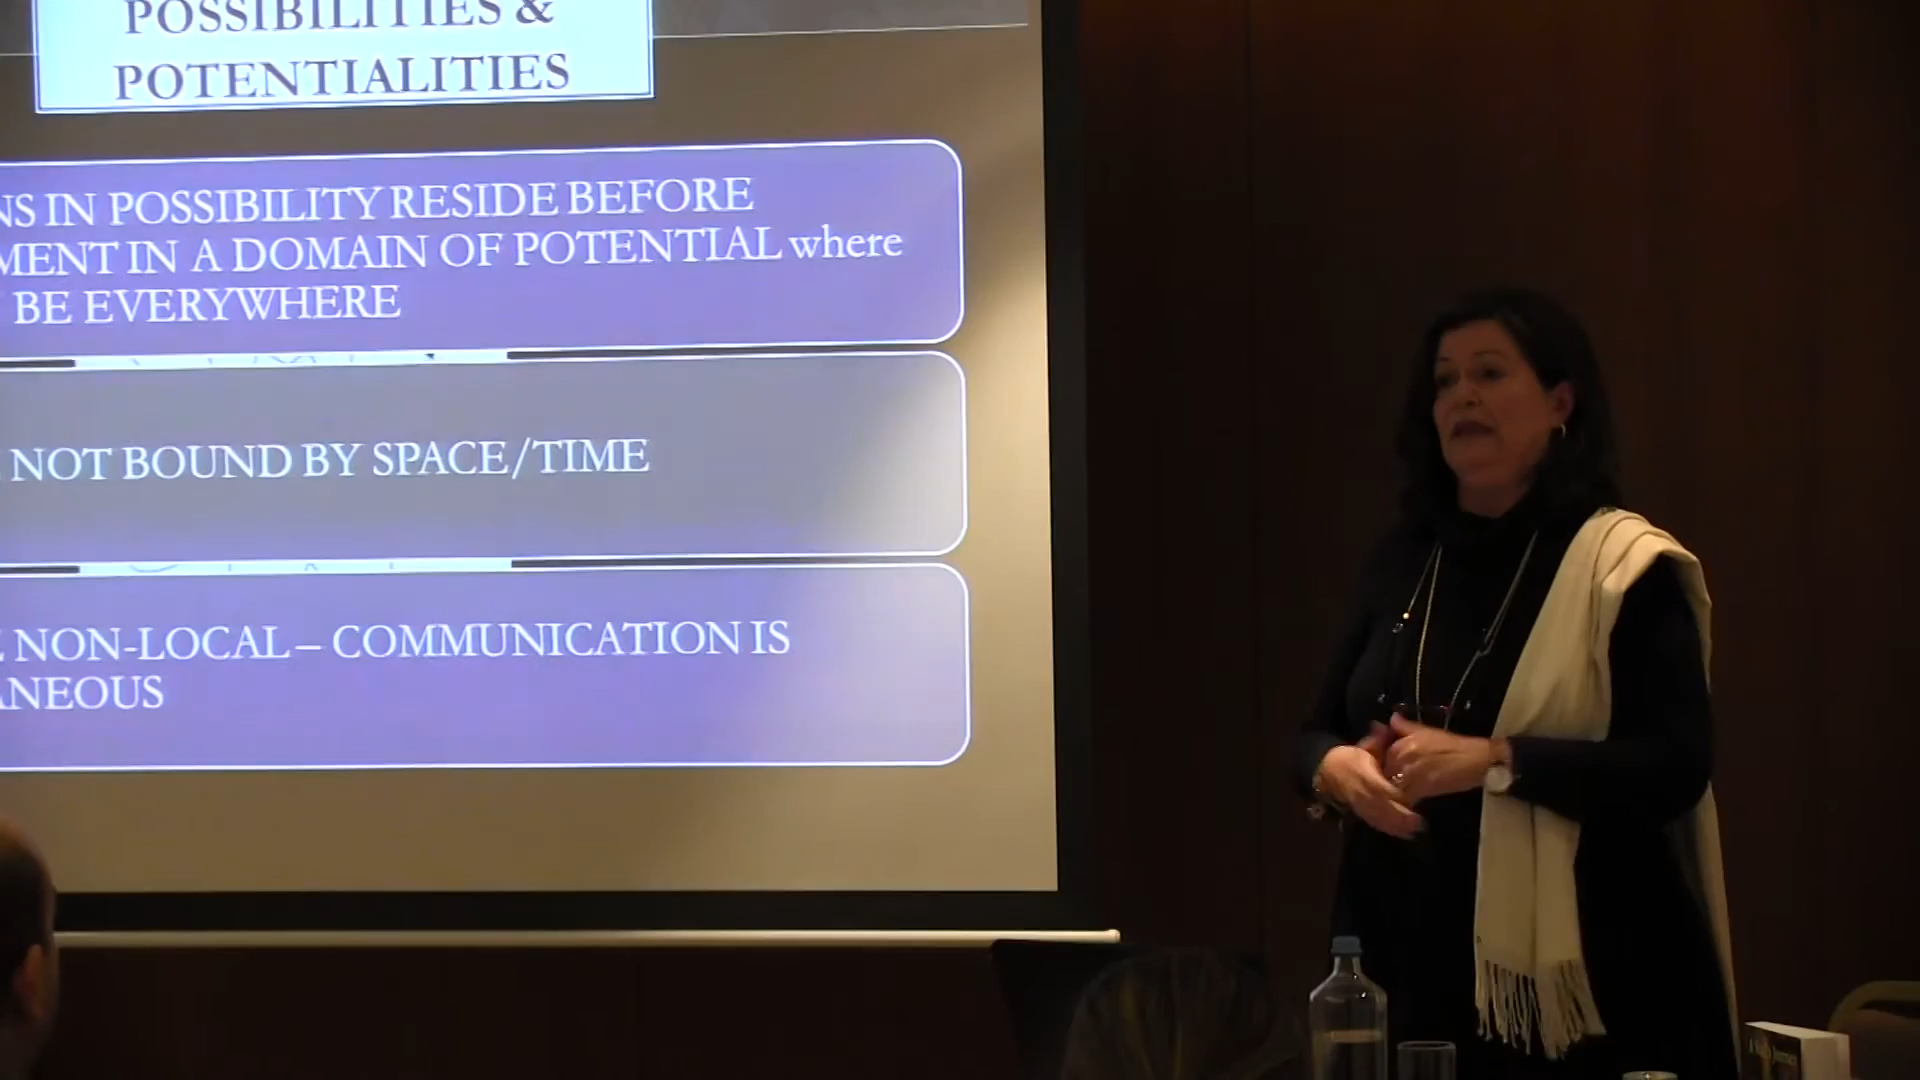 POSSIBILITIES &
POTENTIALITIES
NS IN POSSIBILITY RESIDE BEFORE
MENT IN A DOMAIN OF POTENTIAL where
BE EVERYWHERE
NOT BOUND BY SPACE/TIME
NON-LOCAL – COMMUNICATION IS
ANEOUS